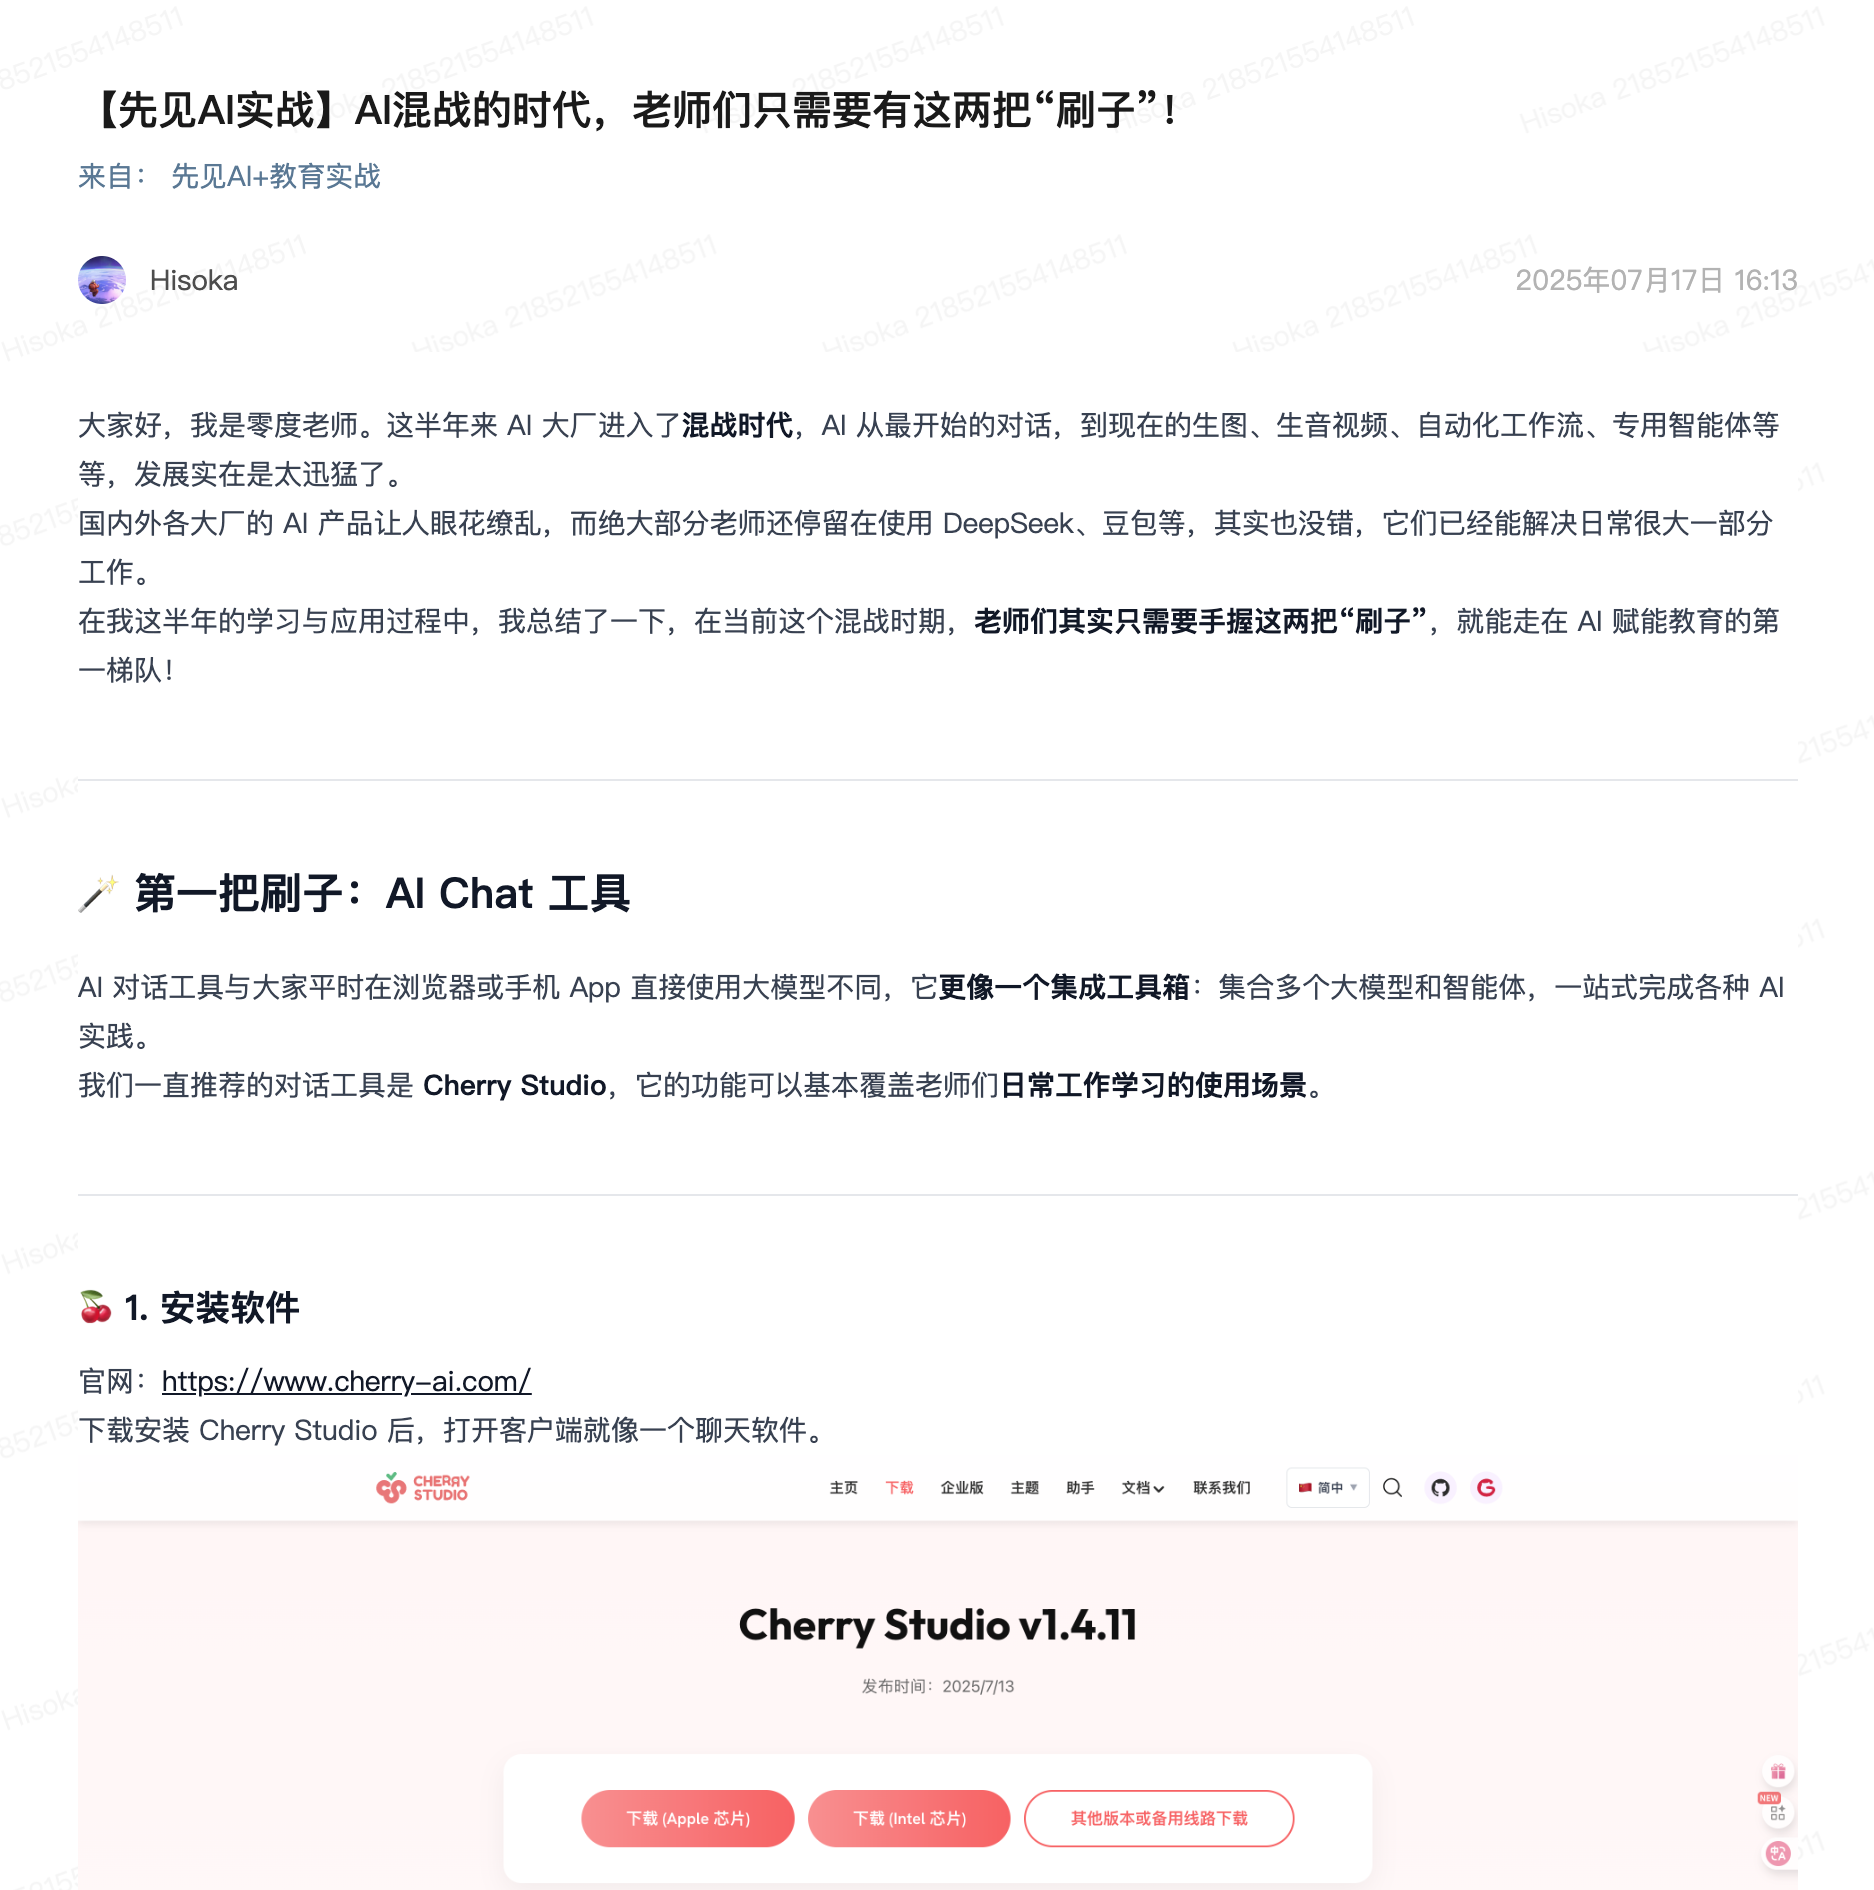 【先见AI实战】AI混战的时代，老师们只需要有这两把“刷子”！
来自： 先见AI+教育实战
Hisoka
2025年07月17日 16:13
大家好，我是零度老师。这半年来 AI 大厂进入了混战时代，AI 从最开始的对话，到现在的生图、生音视频、自动化工作流、专用智能体等
等，发展实在是太迅猛了。
国内外各大厂的 AI 产品让人眼花缭乱，而绝大部分老师还停留在使用 DeepSeek、豆包等，其实也没错，它们已经能解决日常很大一部分
工作。
在我这半年的学习与应用过程中，我总结了一下，在当前这个混战时期，老师们其实只需要手握这两把“刷子”，就能走在 AI 赋能教育的第
一梯队！
第一把刷子：AI Chat 工具
AI 对话工具与大家平时在浏览器或手机 App 直接使用大模型不同，它更像一个集成工具箱：集合多个大模型和智能体，一站式完成各种 AI
实践。
我们一直推荐的对话工具是 Cherry Studio，它的功能可以基本覆盖老师们日常工作学习的使用场景。
1. 安装软件
官网：https://www.cherry-ai.com/
下载安装 Cherry Studio 后，打开客户端就像一个聊天软件。
CHERRY
STUDIO
主页 下载 企业版 主题 助手 文档 联系我们 简中
Cherry Studio v1.4.11
发布时间：2025/7/13
下载 (Apple 芯片) 下载 (Intel 芯片) 其他版本或备用线路下载
NEW
Hisoka 218521554148511